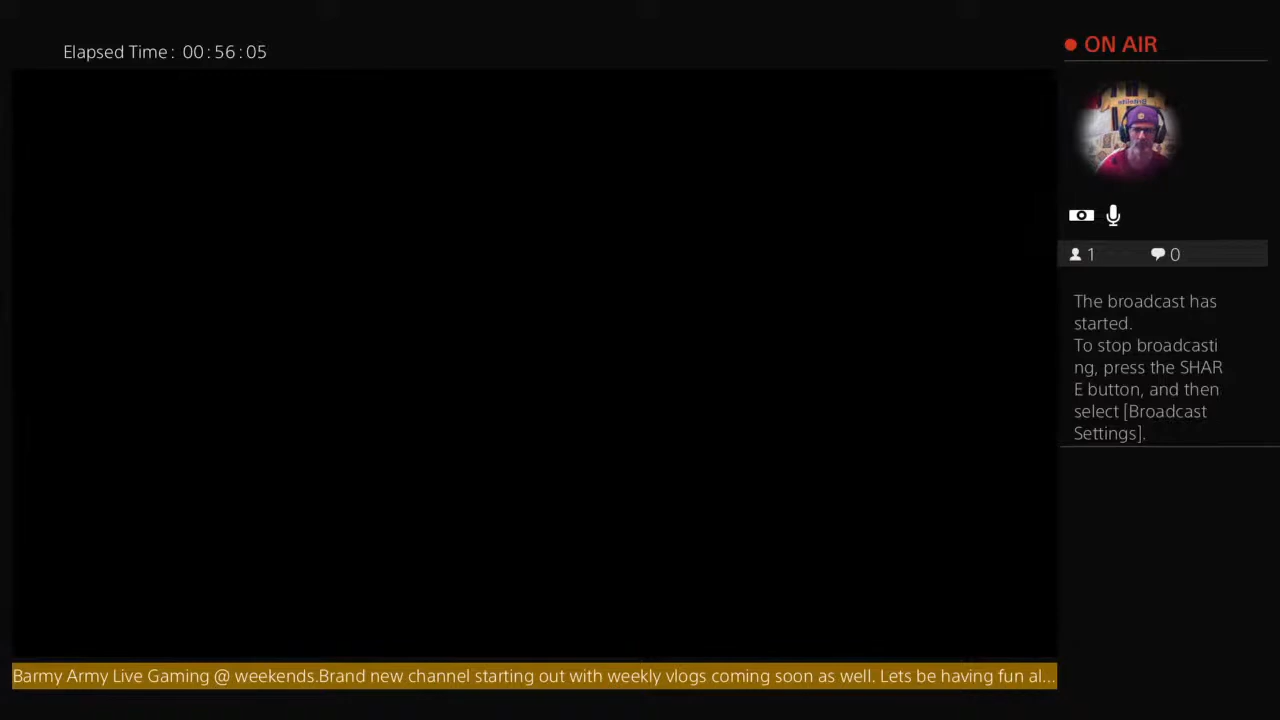 Elapsed Time: 00:56:05
ON AIR
1 0
The broadcast has
started.
To stop broadcasti
ng, press the SHAR
E button, and then
select [Broadcast
Settings].
Barmy Army Live Gaming @ weekends.Brand new channel starting out with weekly vlogs coming soon as well. Lets be having fun al...